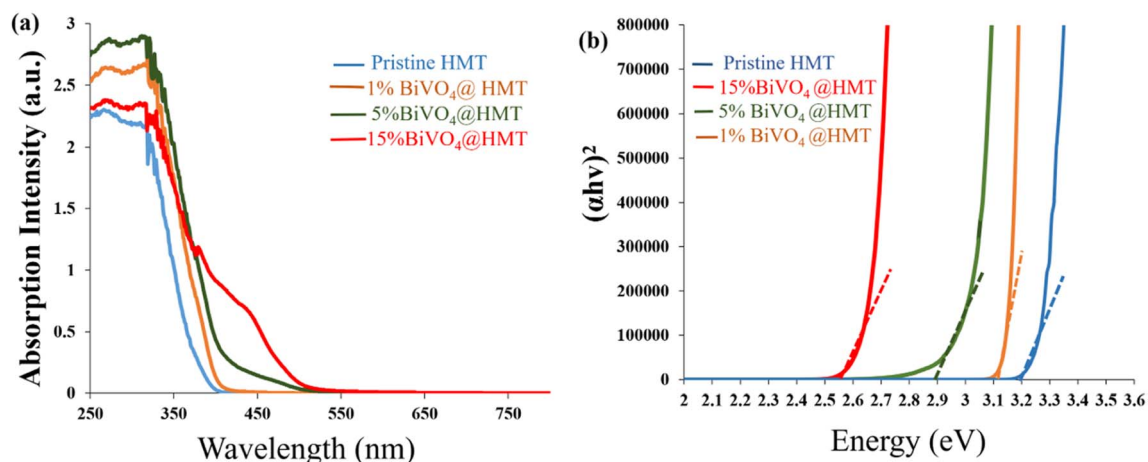 (a)
Absorption Intensity (a.u.)
3
2.5
2
1.5
1
0.5
0
250
350
450
550
650
750
Wavelength (nm)
Pristine HMT
1% BiVO₄@ HMT
5%BiVO₄@HMT
15%BiVO₄@HMT
(b)
(αhν)²
800000
700000
600000
500000
400000
300000
200000
100000
0
2
2.1
2.2
2.3
2.4
2.5
2.6
2.7
2.8
2.9
3
3.1
3.2
3.3
3.4
3.5
3.6
Energy (eV)
Pristine HMT
15%BiVO₄@HMT
5% BiVO₄@HMT
1% BiVO₄@HMT